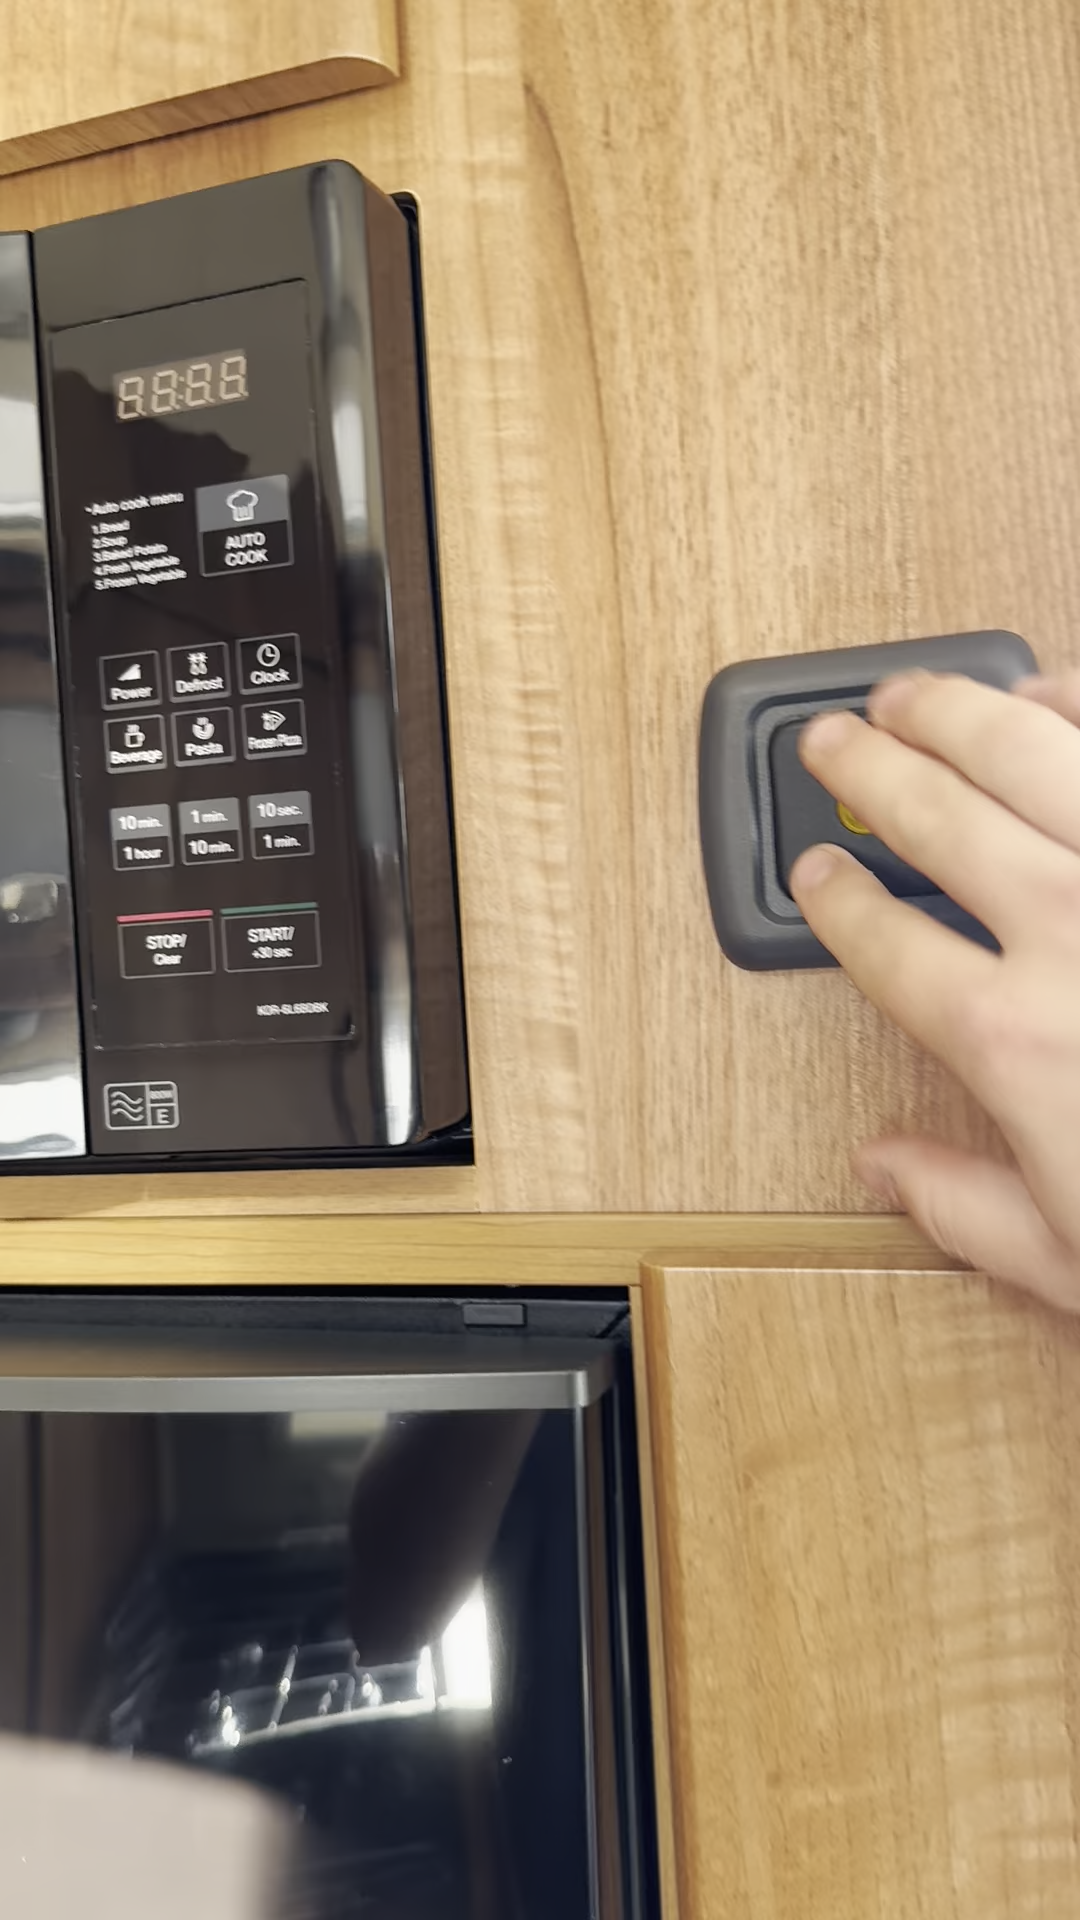 88:88
Auto cook menu
1.Bread
2.Soup
3.Baked Potato
4.Fresh Vegetable
5.Frozen Vegetable
AUTO
COOK
Power
Defrost
Clock
Beverage
Pasta
Frozen Pizza
10 min.
1 hour
1 min.
10 min.
10 sec.
1 min.
STOP/
Clear
START/
+30 sec
E